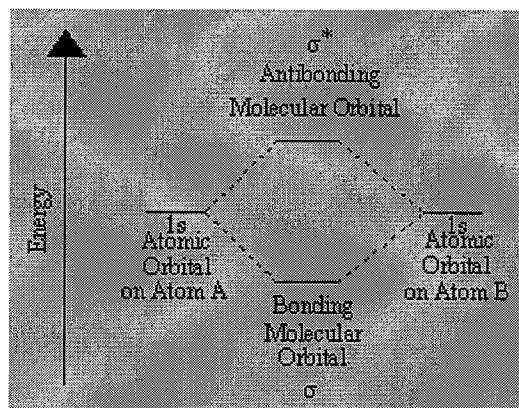 σ*
Antibonding
Molecular Orbital
Energy
1s
Atomic
Orbital
on Atom A
1s
Atomic
Orbital
on Atom B
Bonding
Molecular
Orbital
σ